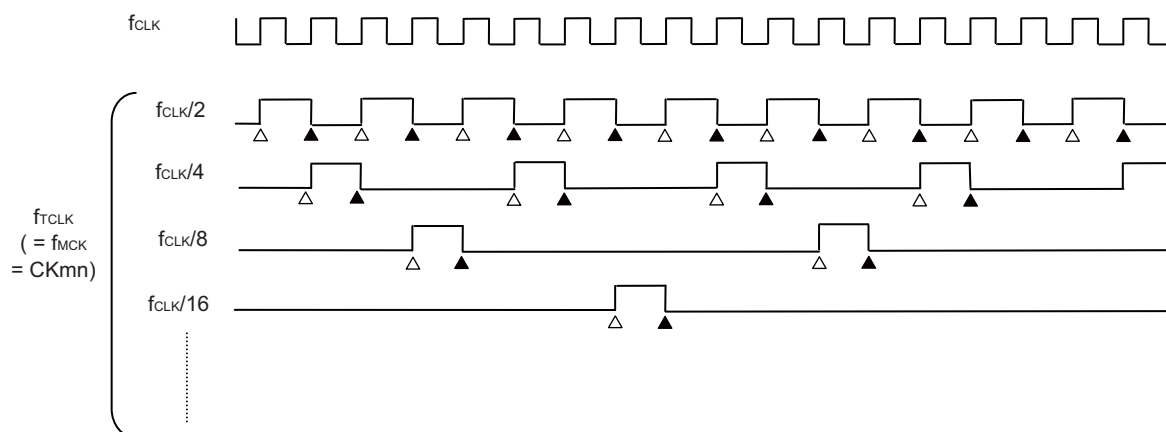 fCLK
fCLK/2
fCLK/4
fTCLK
( = fMCK
= CKmn)
fCLK/8
fCLK/16